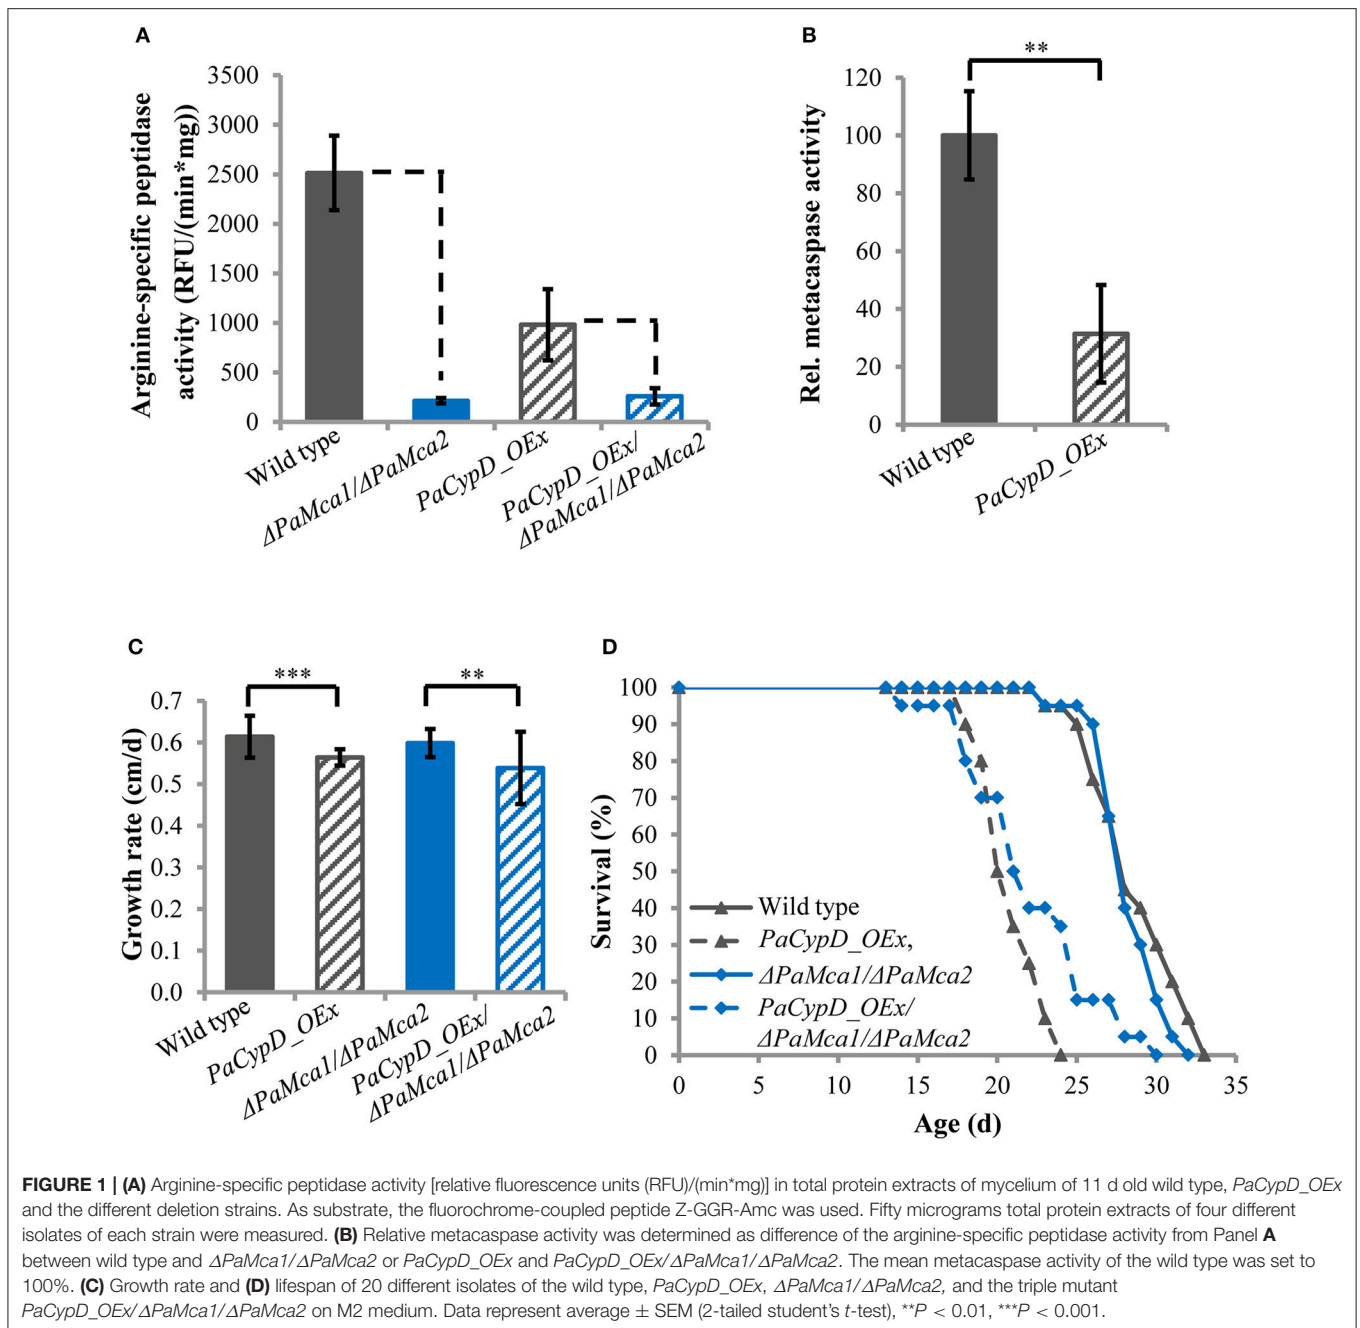 A
Arginine-specific peptidase
activity (RFU/(min*mg))
3500
3000
2500
2000
1500
1000
500
0
Wild type
ΔPaMca1/ΔPaMca2
PaCypD_OEx
PaCypD_OEx/
ΔPaMca1/ΔPaMca2
B
**
Rel. metacaspase activity
120
100
80
60
40
20
0
Wild type
PaCypD_OEx
C
***
**
Growth rate (cm/d)
0.7
0.6
0.5
0.4
0.3
0.2
0.1
0.0
Wild type
PaCypD_OEx
ΔPaMca1/ΔPaMca2
PaCypD_OEx/
ΔPaMca1/ΔPaMca2
D
Survival (%)
100
90
80
70
60
50
40
30
20
10
0
Wild type
PaCypD_OEx,
ΔPaMca1/ΔPaMca2
PaCypD_OEx/
ΔPaMca1/ΔPaMca2
0 5 10 15 20 25 30 35
Age (d)
FIGURE 1 | (A) Arginine-specific peptidase activity [relative fluorescence units (RFU)/(min*mg)] in total protein extracts of mycelium of 11 d old wild type, PaCypD_OEx
and the different deletion strains. As substrate, the fluorochrome-coupled peptide Z-GGR-Amc was used. Fifty micrograms total protein extracts of four different
isolates of each strain were measured. (B) Relative metacaspase activity was determined as difference of the arginine-specific peptidase activity from Panel A
between wild type and ΔPaMca1/ΔPaMca2 or PaCypD_OEx and PaCypD_OEx/ΔPaMca1/ΔPaMca2. The mean metacaspase activity of the wild type was set to
100%. (C) Growth rate and (D) lifespan of 20 different isolates of the wild type, PaCypD_OEx, ΔPaMca1/ΔPaMca2, and the triple mutant
PaCypD_OEx/ΔPaMca1/ΔPaMca2 on M2 medium. Data represent average ± SEM (2-tailed student's t-test), **P < 0.01, ***P < 0.001.